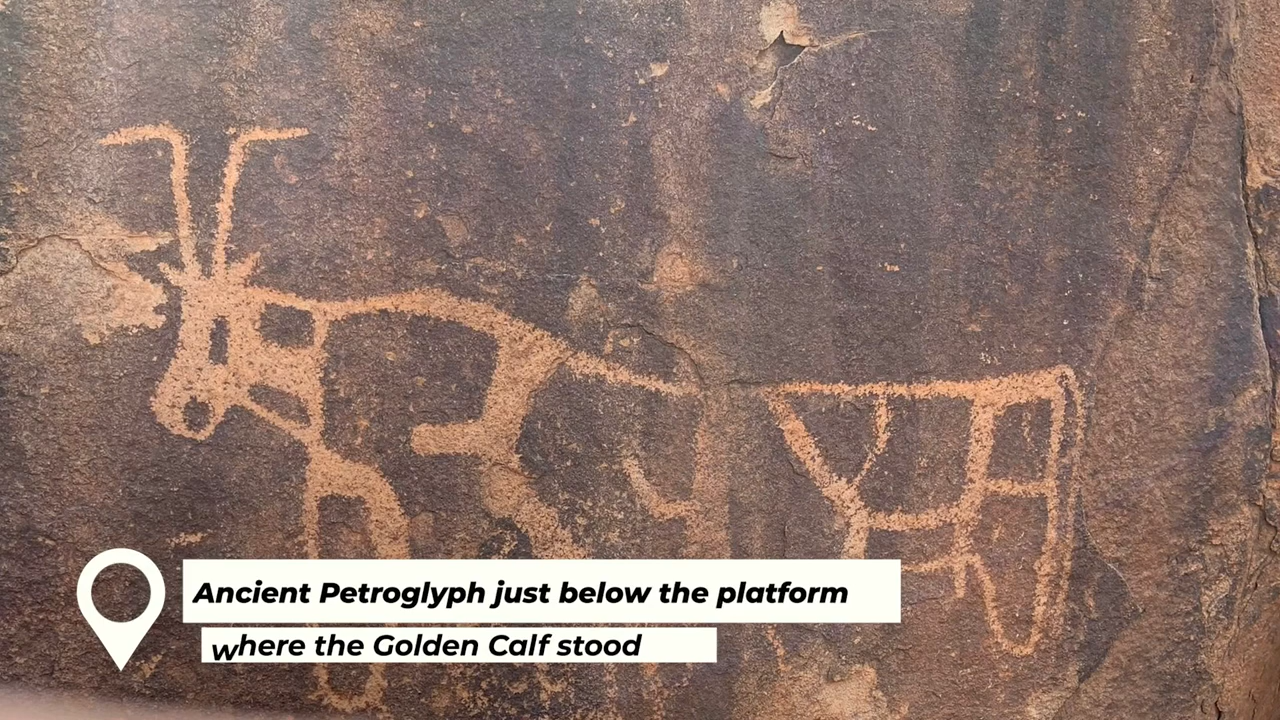 Ancient Petroglyph just below the platform
where the Golden Calf stood